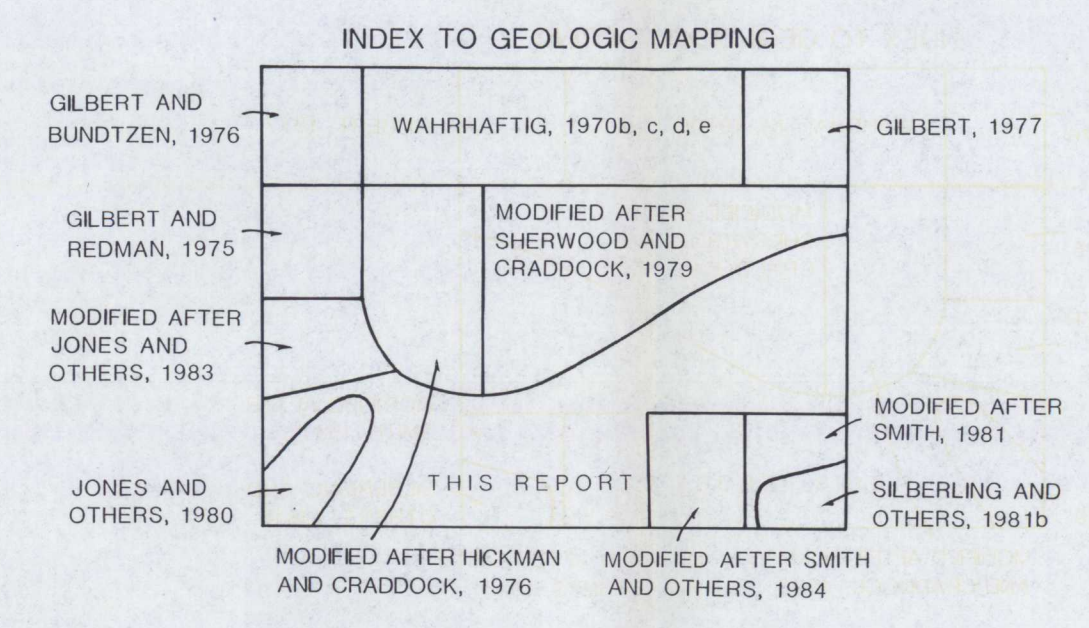 INDEX TO GEOLOGIC MAPPING
GILBERT AND
BUNDTZEN, 1976
WAHRHAFTIG, 1970b, c, d, e
GILBERT, 1977
GILBERT AND
REDMAN, 1975
MODIFIED AFTER
SHERWOOD AND
CRADDOCK, 1979
MODIFIED AFTER
JONES AND
OTHERS, 1983
MODIFIED AFTER
SMITH, 1981
JONES AND
OTHERS, 1980
THIS REPORT
SILBERLING AND
OTHERS, 1981b
MODIFIED AFTER HICKMAN
AND CRADDOCK, 1976
MODIFIED AFTER SMITH
AND OTHERS, 1984